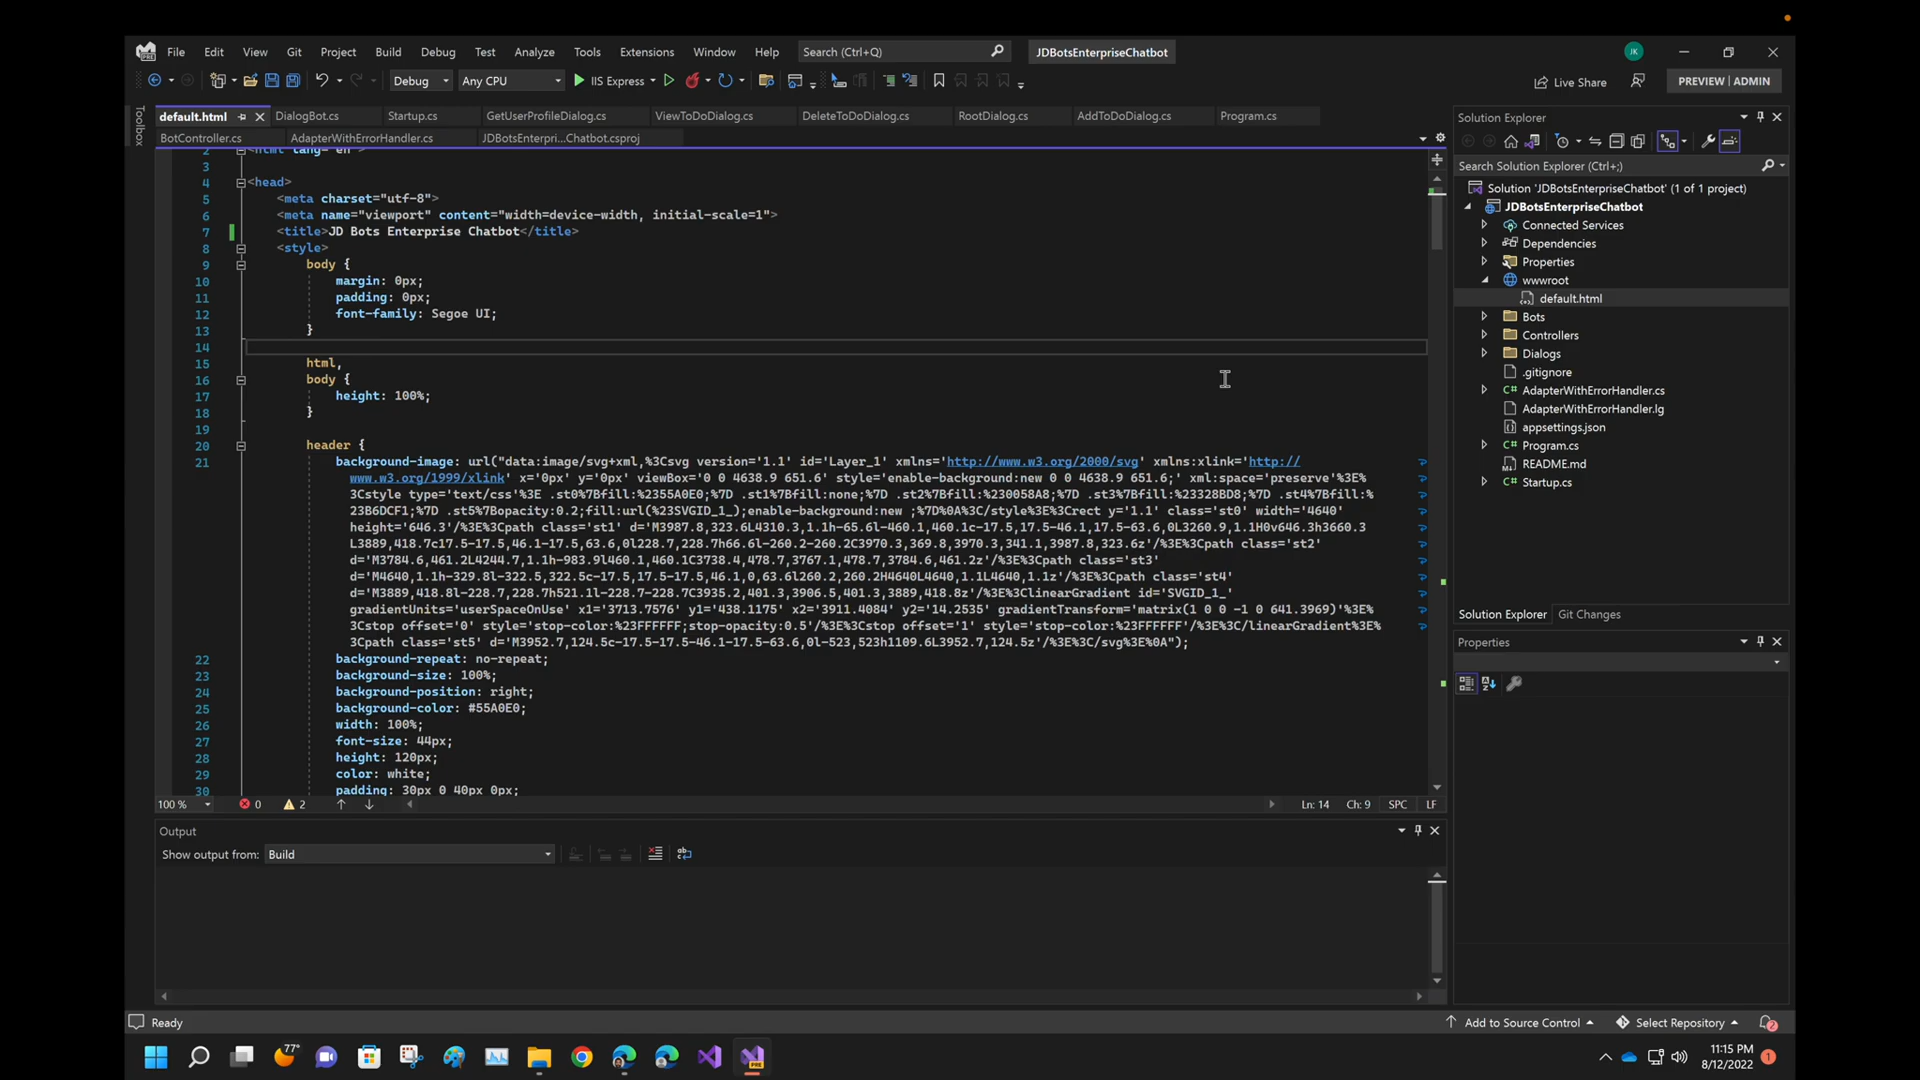 File Edit View Git Project Build Debug Test Analyze Tools Extensions Window Help Search (Ctrl+Q) JDBotsEnterpriseChatbot JK
Debug Any CPU IIS Express Live Share PREVIEW | ADMIN
Toolbox
default.html DialogBot.cs Startup.cs GetUserProfileDialog.cs ViewToDoDialog.cs DeleteToDoDialog.cs RootDialog.cs AddToDoDialog.cs Program.cs
BotController.cs AdapterWithErrorHandler.cs JDBotsEnterpri...Chatbot.csproj
2 <html lang="en">
3
4 <head>
5 <meta charset="utf-8">
6 <meta name="viewport" content="width=device-width, initial-scale=1">
7 <title>JD Bots Enterprise Chatbot</title>
8 <style>
9 body {
10 margin: 0px;
11 padding: 0px;
12 font-family: Segoe UI;
13 }
14
15 html,
16 body {
17 height: 100%;
18 }
19
20 header {
21 background-image: url("data:image/svg+xml,%3Csvg version='1.1' id='Layer_1' xmlns='http://www.w3.org/2000/svg' xmlns:xlink='http://
www.w3.org/1999/xlink' x='0px' y='0px' viewBox='0 0 4638.9 651.6' style='enable-background:new 0 0 4638.9 651.6;' xml:space='preserve'%3E%
3Cstyle type='text/css'%3E .st0%7Bfill:%2355A0E0;%7D .st1%7Bfill:none;%7D .st2%7Bfill:%230058A8;%7D .st3%7Bfill:%23328BD8;%7D .st4%7Bfill:%
23B6DCF1;%7D .st5%7Bopacity:0.2;fill:url(%23SVGID_1_);enable-background:new ;%7D%0A%3C/style%3E%3Crect y='1.1' class='st0' width='4640'
height='646.3'/%3E%3Cpath class='st1' d='M3987.8,323.6L4310.3,1.1h-65.6l-460.1,460.1c-17.5,17.5-46.1,17.5-63.6,0L3260.9,1.1H0v646.3h3660.3
L3889,418.7c17.5-17.5,46.1-17.5,63.6,0l228.7,228.7h66.6l-260.2-260.2C3970.3,369.8,3970.3,341.1,3987.8,323.6z'/%3E%3Cpath class='st2'
d='M3784.6,461.2L4244.7,1.1h-983.9l460.1,460.1C3738.4,478.7,3767.1,478.7,3784.6,461.2z'/%3E%3Cpath class='st3'
d='M4640,1.1h-329.8l-322.5,322.5c-17.5,17.5-17.5,46.1,0,63.6l260.2,260.2H4640L4640,1.1L4640,1.1z'/%3E%3Cpath class='st4'
d='M3889,418.8l-228.7,228.7h521.1l-228.7-228.7C3935.2,401.3,3906.5,401.3,3889,418.8z'/%3E%3ClinearGradient id='SVGID_1_'
gradientUnits='userSpaceOnUse' x1='3713.7576' y1='438.1175' x2='3911.4084' y2='14.2535' gradientTransform='matrix(1 0 0 -1 0 641.3969)'%3E%
3Cstop offset='0' style='stop-color:%23FFFFFF;stop-opacity:0.5'/%3E%3Cstop offset='1' style='stop-color:%23FFFFFF'/%3E%3C/linearGradient%3E%
3Cpath class='st5' d='M3952.7,124.5c-17.5-17.5-46.1-17.5-63.6,0l-523,523h1109.6L3952.7,124.5z'/%3E%3C/svg%3E%0A");
22 background-repeat: no-repeat;
23 background-size: 100%;
24 background-position: right;
25 background-color: #55A0E0;
26 width: 100%;
27 font-size: 44px;
28 height: 120px;
29 color: white;
30 padding: 30px 0 40px 0px;
100 % 0 2 Ln: 14 Ch: 9 SPC LF
Output
Show output from: Build
Solution Explorer
Search Solution Explorer (Ctrl+;)
Solution 'JDBotsEnterpriseChatbot' (1 of 1 project)
JDBotsEnterpriseChatbot
Connected Services
Dependencies
Properties
wwwroot
default.html
Bots
Controllers
Dialogs
.gitignore
C# AdapterWithErrorHandler.cs
AdapterWithErrorHandler.lg
appsettings.json
C# Program.cs
README.md
C# Startup.cs
Solution Explorer Git Changes
Properties
Ready Add to Source Control Select Repository 2
77° PRE 11:15 PM
8/12/2022 1